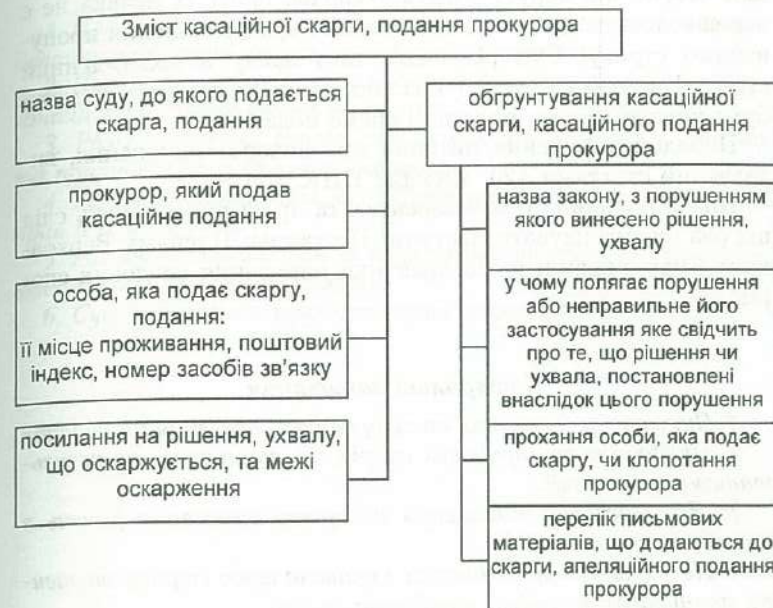 Зміст касаційної скарги, подання прокурора
назва суду, до якого подається
скарга, подання
прокурор, який подав
касаційне подання
особа, яка подає скаргу,
подання:
її місце проживання, поштовий
індекс, номер засобів зв'язку
посилання на рішення, ухвалу,
що оскаржується, та межі
оскарження
обгрунтування касаційної
скарги, касаційного подання
прокурора
назва закону, з порушенням
якого винесено рішення,
ухвалу
у чому полягає порушення
або неправильне його
застосування яке свідчить
про те, що рішення чи
ухвала, постановлені
внаслідок цього порушення
прохання особи, яка подає
скаргу, чи клопотання
прокурора
перелік письмових
матеріалів, що додаються до
скарги, апеляційного подання
прокурора